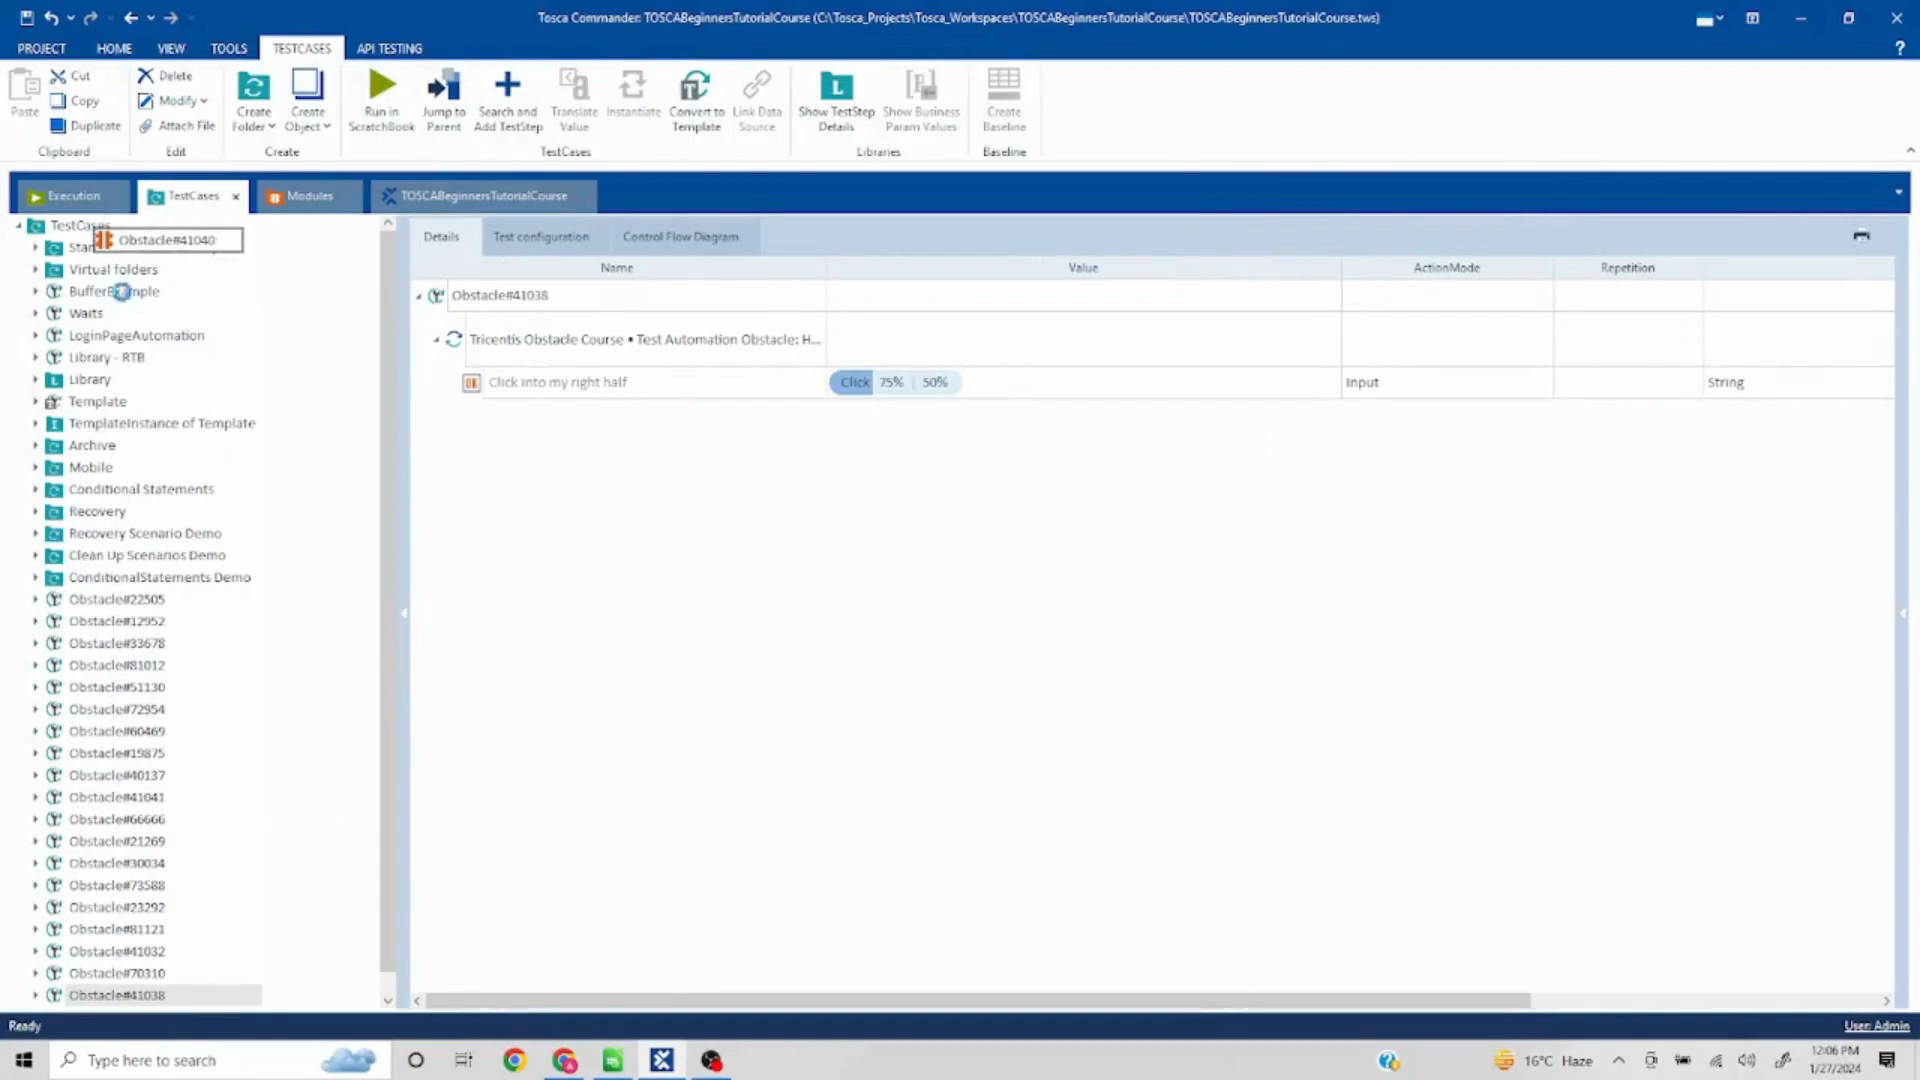 Tosca Commander: TOSCABeginnersTutorialCourse (C:\Tosca_Projects\Tosca_Workspaces\TOSCABeginnersTutorialCourse\TOSCABeginnersTutorialCourse.tws)
PROJECT HOME VIEW TOOLS TESTCASES API TESTING ?
Paste Cut Copy Duplicate
Delete Modify Attach File
Create Folder Create Object
Run in ScratchBook Jump to Parent Search and Add TestStep Translate Value Instantiate Convert to Template Link Data Source
Show TestStep Details Show Business Param Values Create Baseline
Clipboard Edit Create TestCases Libraries Baseline
Execution TestCases x Modules TOSCABeginnersTutorialCourse
TestCases
Obstacle#41040
Virtual folders
Waits
LoginPageAutomation
Library - RTB
Library
Template
TemplateInstance of Template
Archive
Mobile
Conditional Statements
Recovery
Recovery Scenario Demo
Clean Up Scenarios Demo
ConditionalStatements Demo
Obstacle#22505
Obstacle#12952
Obstacle#33678
Obstacle#81012
Obstacle#51130
Obstacle#72954
Obstacle#60469
Obstacle#19875
Obstacle#40137
Obstacle#41041
Obstacle#66666
Obstacle#21269
Obstacle#30034
Obstacle#73588
Obstacle#23292
Obstacle#81121
Obstacle#41032
Obstacle#70310
Obstacle#41038
Details Test configuration Control Flow Diagram
Name Value ActionMode Repetition
Obstacle#41038
Tricentis Obstacle Course • Test Automation Obstacle: H...
Click into my right half Click 75% 50% Input String
Ready User: Admin
Type here to search 16°C Haze 12:06 PM
1/27/2024